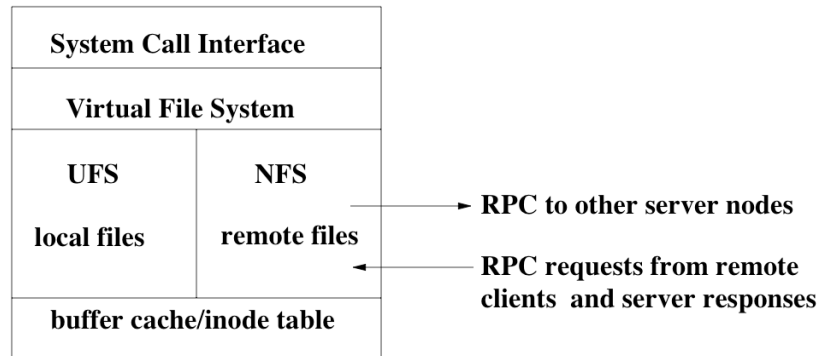 System Call Interface
Virtual File System
UFS
local files
NFS
remote files
RPC to other server nodes
RPC requests from remote
clients and server responses
buffer cache/inode table